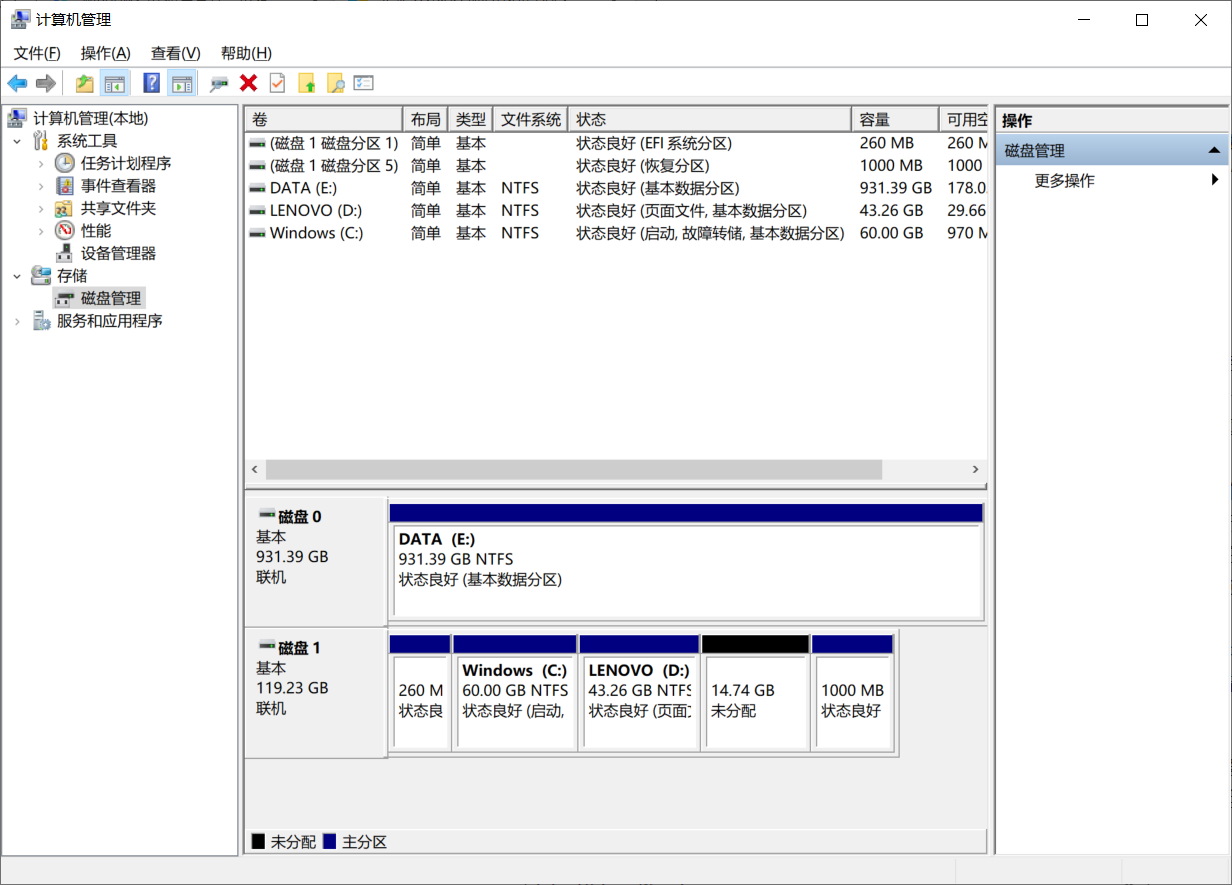 计算机管理
文件(F) 操作(A) 查看(V) 帮助(H)
计算机管理(本地)
系统工具
任务计划程序
事件查看器
共享文件夹
性能
设备管理器
存储
磁盘管理
服务和应用程序
卷 布局 类型 文件系统 状态 容量 可用空
(磁盘 1 磁盘分区 1) 简单 基本 状态良好 (EFI 系统分区) 260 MB 260 M
(磁盘 1 磁盘分区 5) 简单 基本 状态良好 (恢复分区) 1000 MB 1000
DATA (E:) 简单 基本 NTFS 状态良好 (基本数据分区) 931.39 GB 178.0
LENOVO (D:) 简单 基本 NTFS 状态良好 (页面文件, 基本数据分区) 43.26 GB 29.66
Windows (C:) 简单 基本 NTFS 状态良好 (启动, 故障转储, 基本数据分区) 60.00 GB 970 M
磁盘 0
基本
931.39 GB
联机
DATA (E:)
931.39 GB NTFS
状态良好 (基本数据分区)
磁盘 1
基本
119.23 GB
联机
260 M
状态良
Windows (C:)
60.00 GB NTFS
状态良好 (启动,
LENOVO (D:)
43.26 GB NTFS
状态良好 (页面
14.74 GB
未分配
1000 MB
状态良好
未分配 主分区
操作
磁盘管理
更多操作